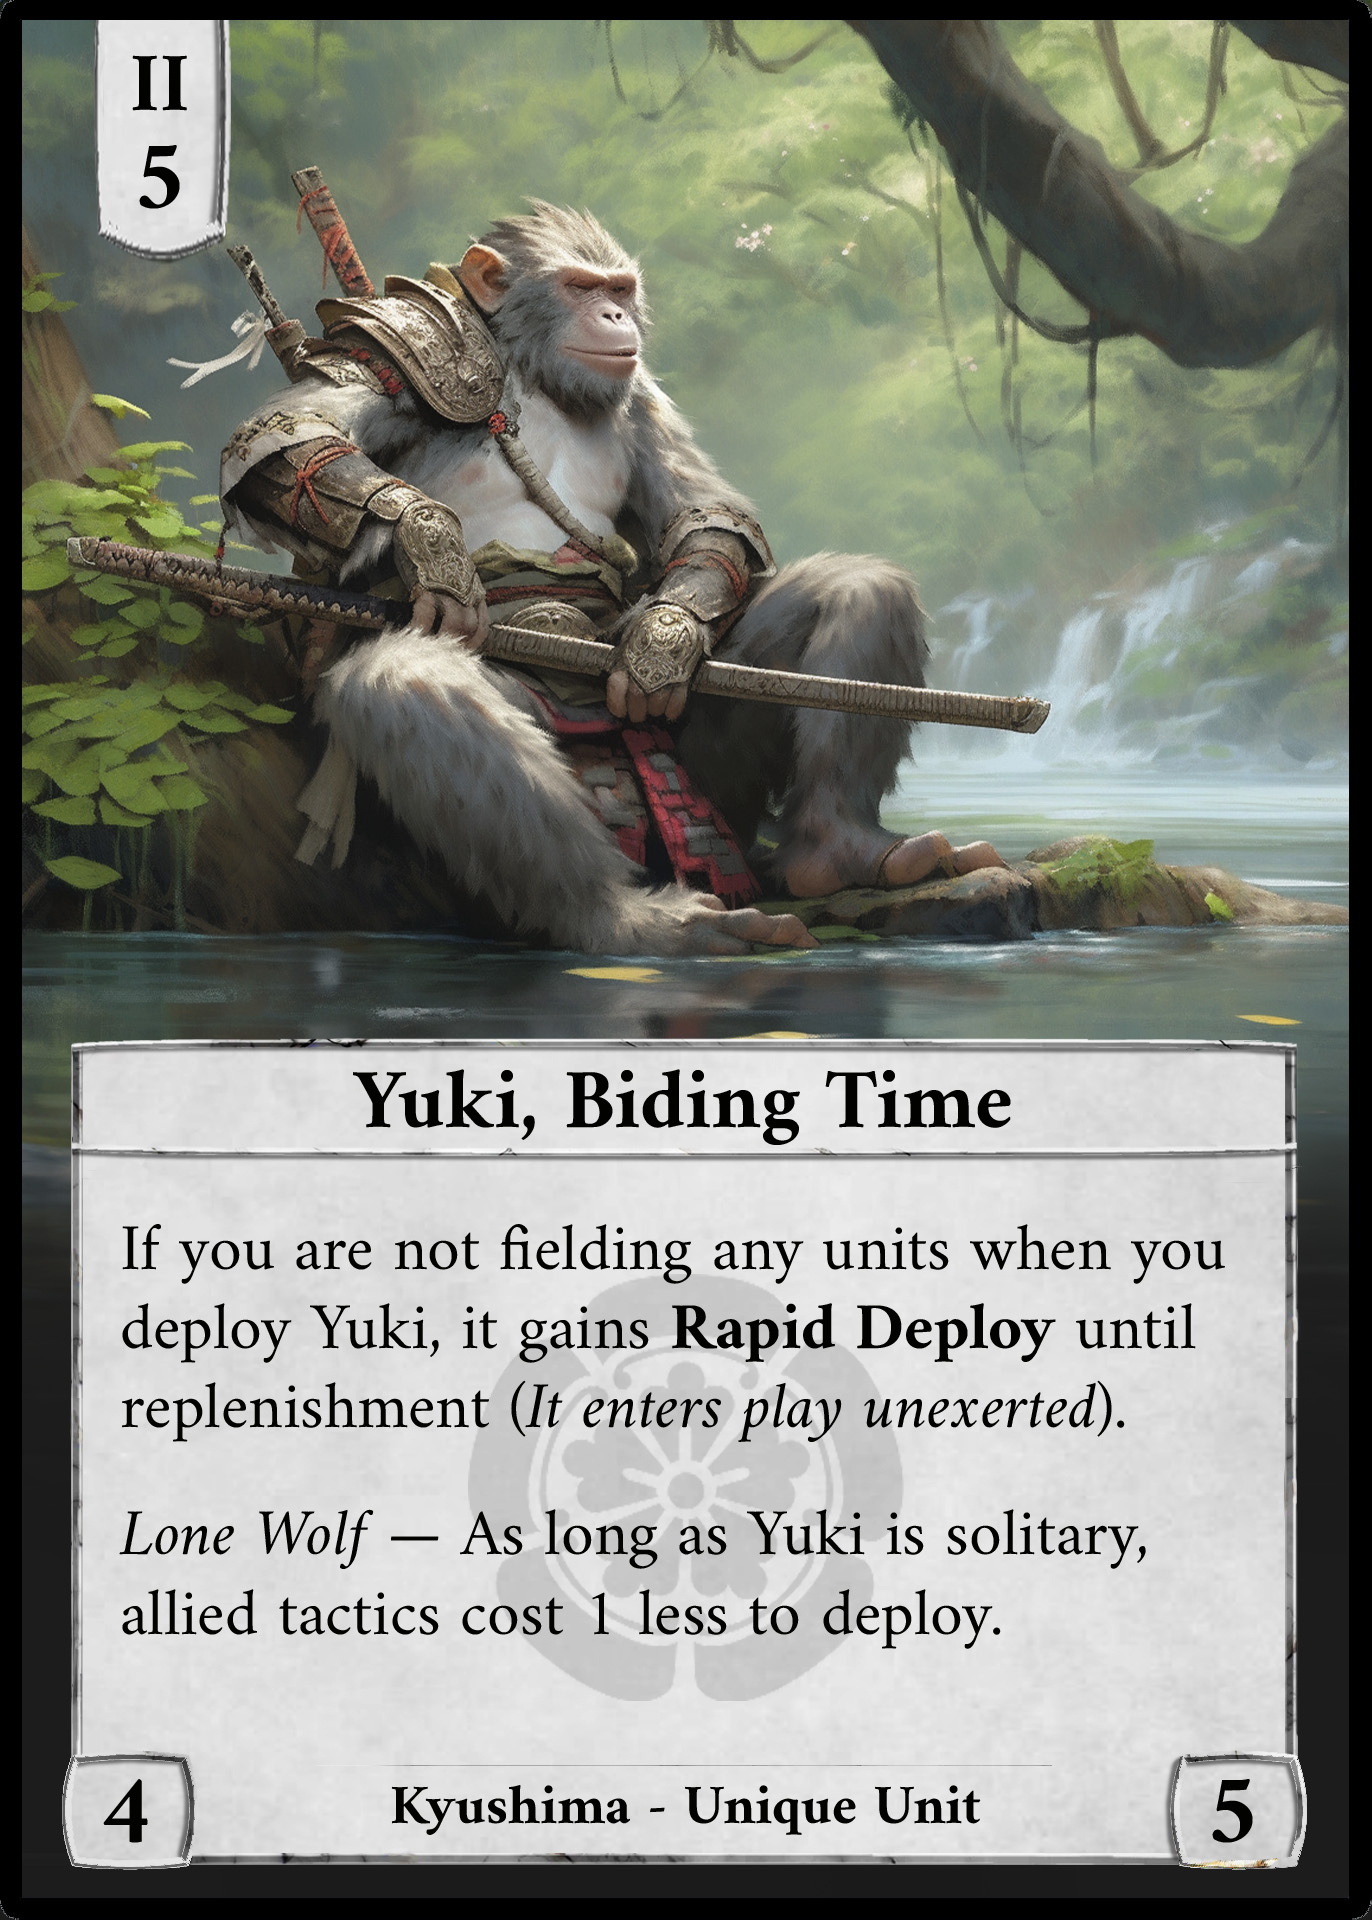 II
5
Yuki, Biding Time
If you are not fielding any units when you
deploy Yuki, it gains Rapid Deploy until
replenishment (It enters play unexerted).
Lone Wolf — As long as Yuki is solitary,
allied tactics cost 1 less to deploy.
4
Kyushima - Unique Unit
5